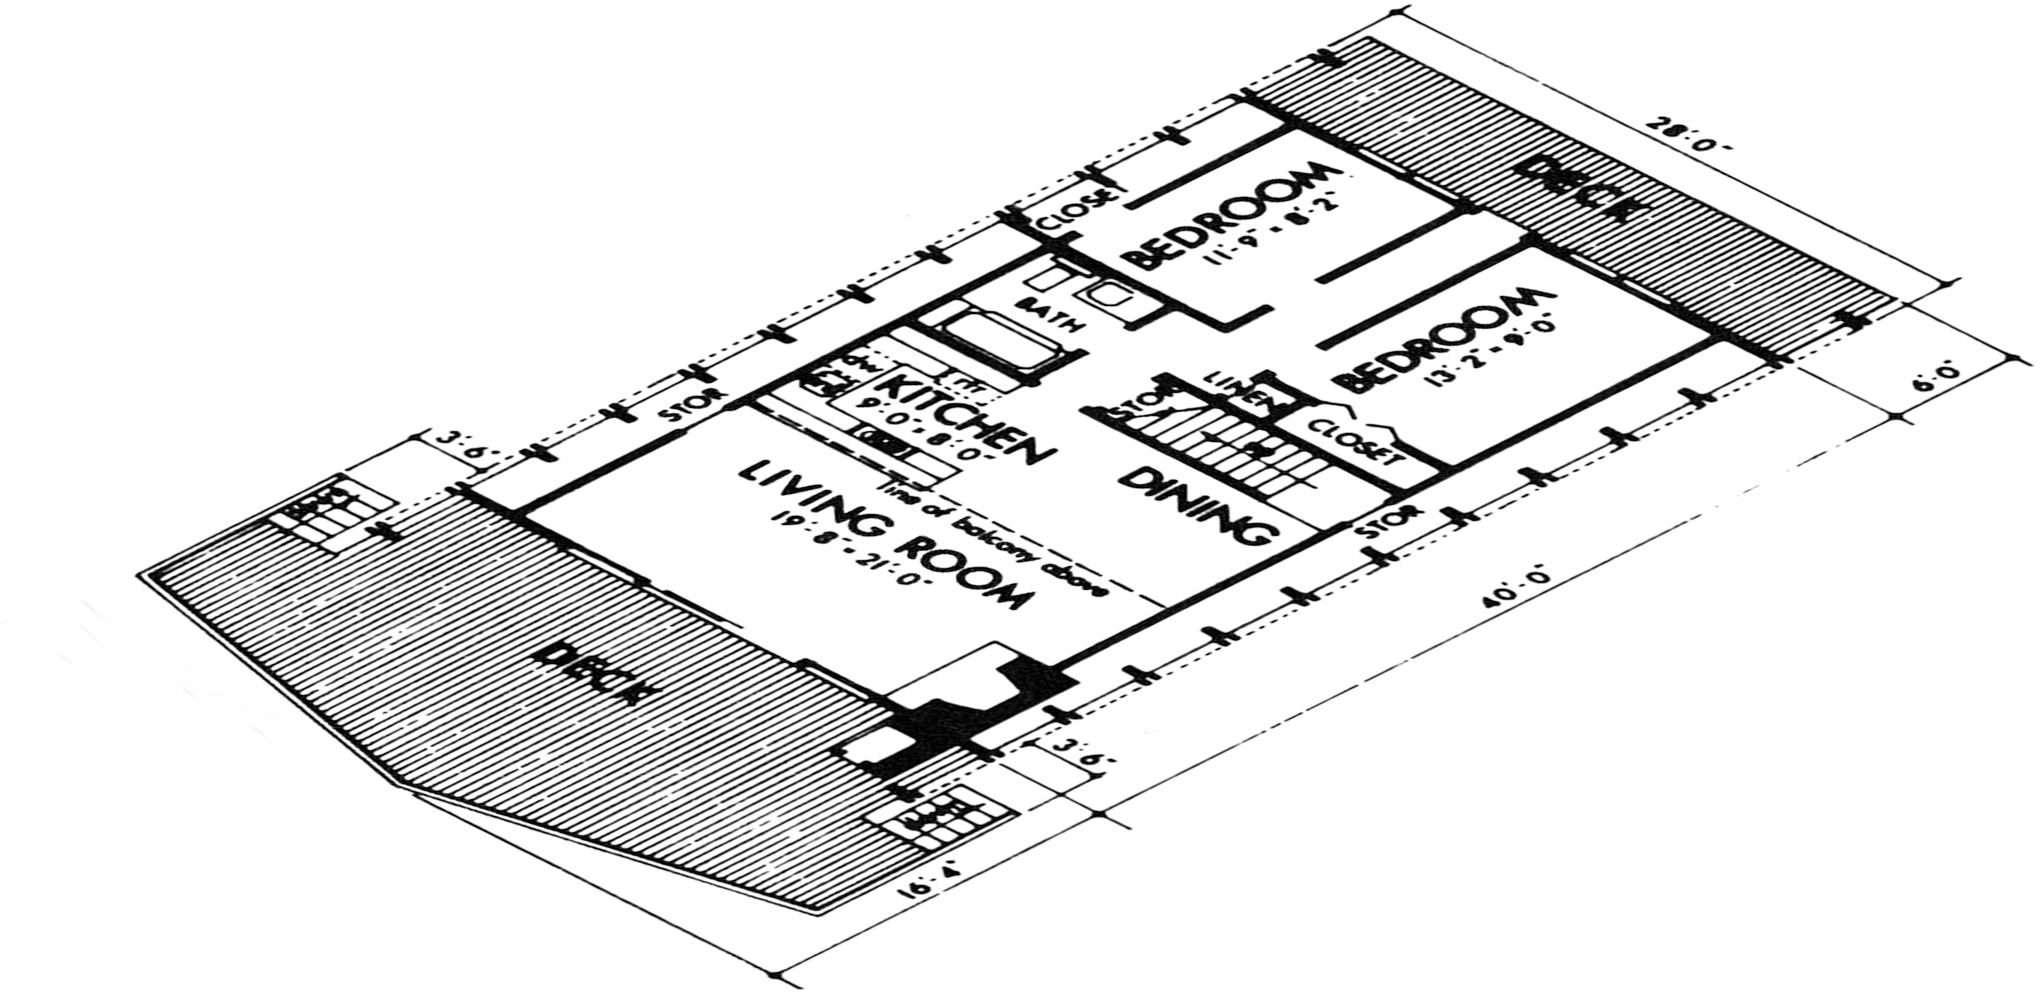 28'-0"
DECK
CLOSET
BEDROOM
11'-9" = 8'-2"
BATH
BEDROOM
13'-2" = 9'-0"
6'-0"
STOR
LINEN
CLOSET
DW
KITCHEN
9'-0" = 8'-0"
STOR
3'-6"
DINING
STOR
LIVING ROOM
19'-8" = 21'-0"
line of balcony above
40'-0"
DECK
3'-6"
16'-4"